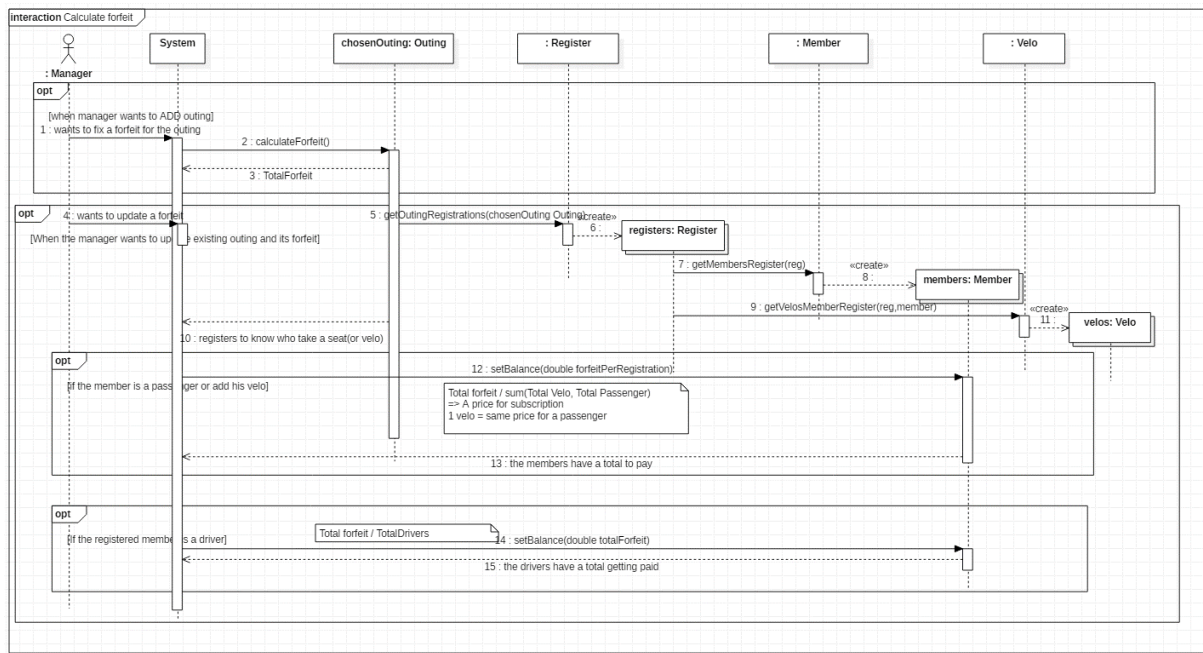 interaction Calculate forfeit
: Manager
System
chosenOuting: Outing
: Register
: Member
: Velo
opt
[when manager wants to ADD outing]
1 : wants to fix a forfeit for the outing
2 : calculateForfeit()
3 : TotalForfeit
opt
4 : wants to update a forfeit
5 : getOutingRegistrations(chosenOuting Outing)
«create»
6 :
[When the manager wants to up e existing outing and its forfeit]
registers: Register
7 : getMembersRegister(reg)
«create»
8 :
members: Member
9 : getVelosMemberRegister(reg,member)
«create»
11 :
velos: Velo
10 : registers to know who take a seat(or velo)
opt
12 : setBalance(double forfeitPerRegistration)
[if the member is a pas nger or add his velo]
Total forfeit / sum(Total Velo, Total Passenger)
=> A price for subscription
1 velo = same price for a passenger
13 : the members have a total to pay
opt
Total forfeit / TotalDrivers
[If the registered membe s a driver]
14 : setBalance(double totalForfeit)
15 : the drivers have a total getting paid